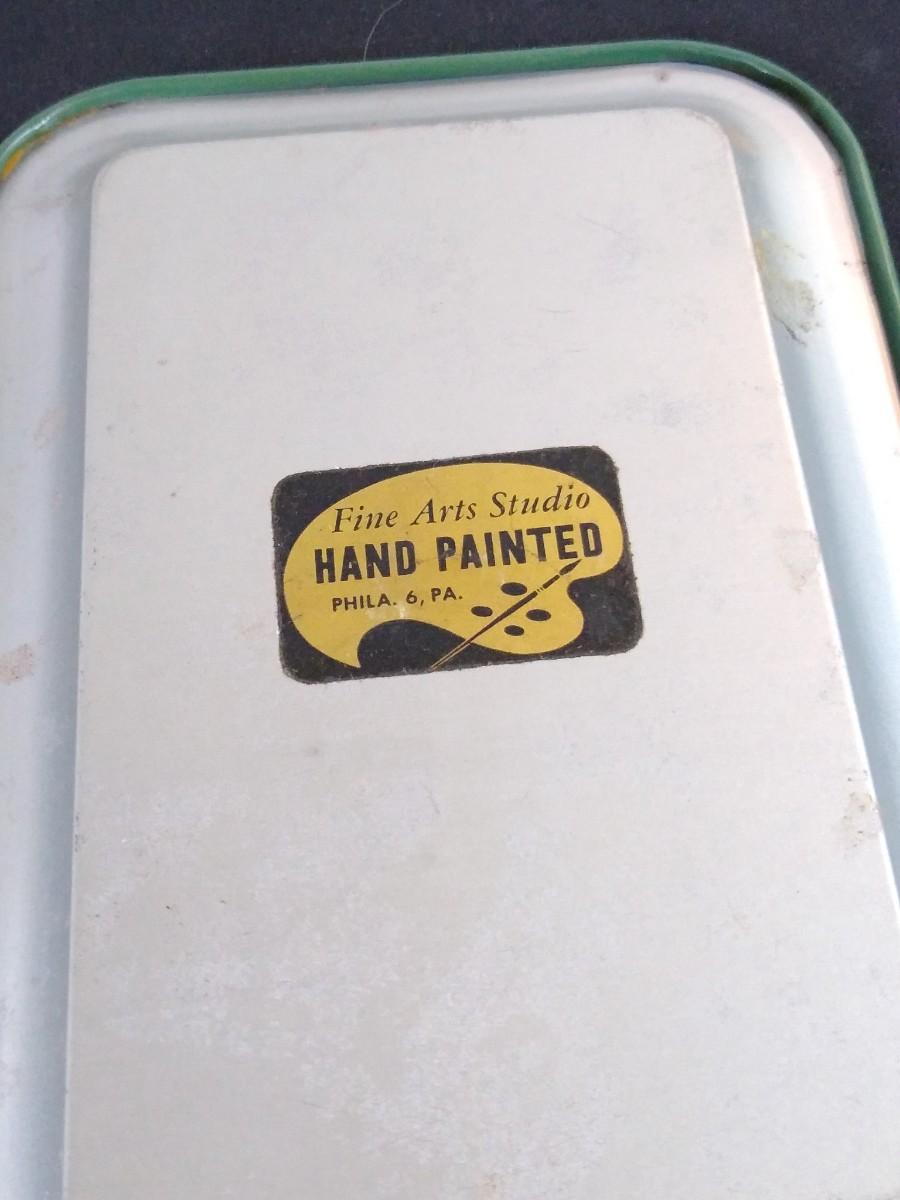 Fine Arts Studio
HAND PAINTED
PHILA. 6, PA.